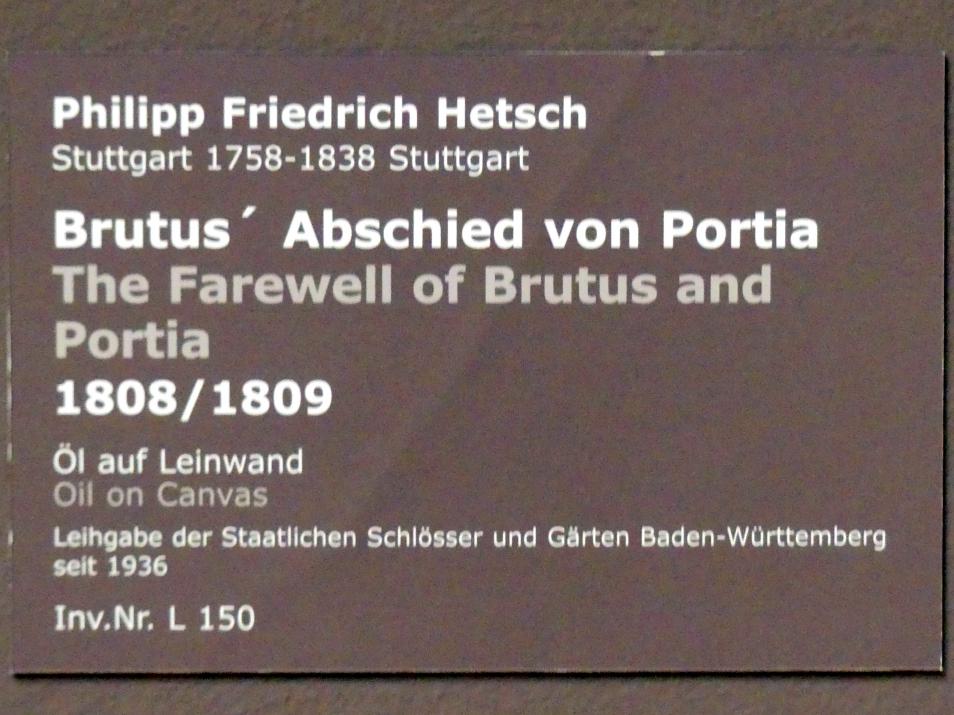 Philipp Friedrich Hetsch
Stuttgart 1758-1838 Stuttgart
Brutus´ Abschied von Portia
The Farewell of Brutus and
Portia
1808/1809
Öl auf Leinwand
Oil on Canvas
Leihgabe der Staatlichen Schlösser und Gärten Baden-Württemberg
seit 1936
Inv.Nr. L 150